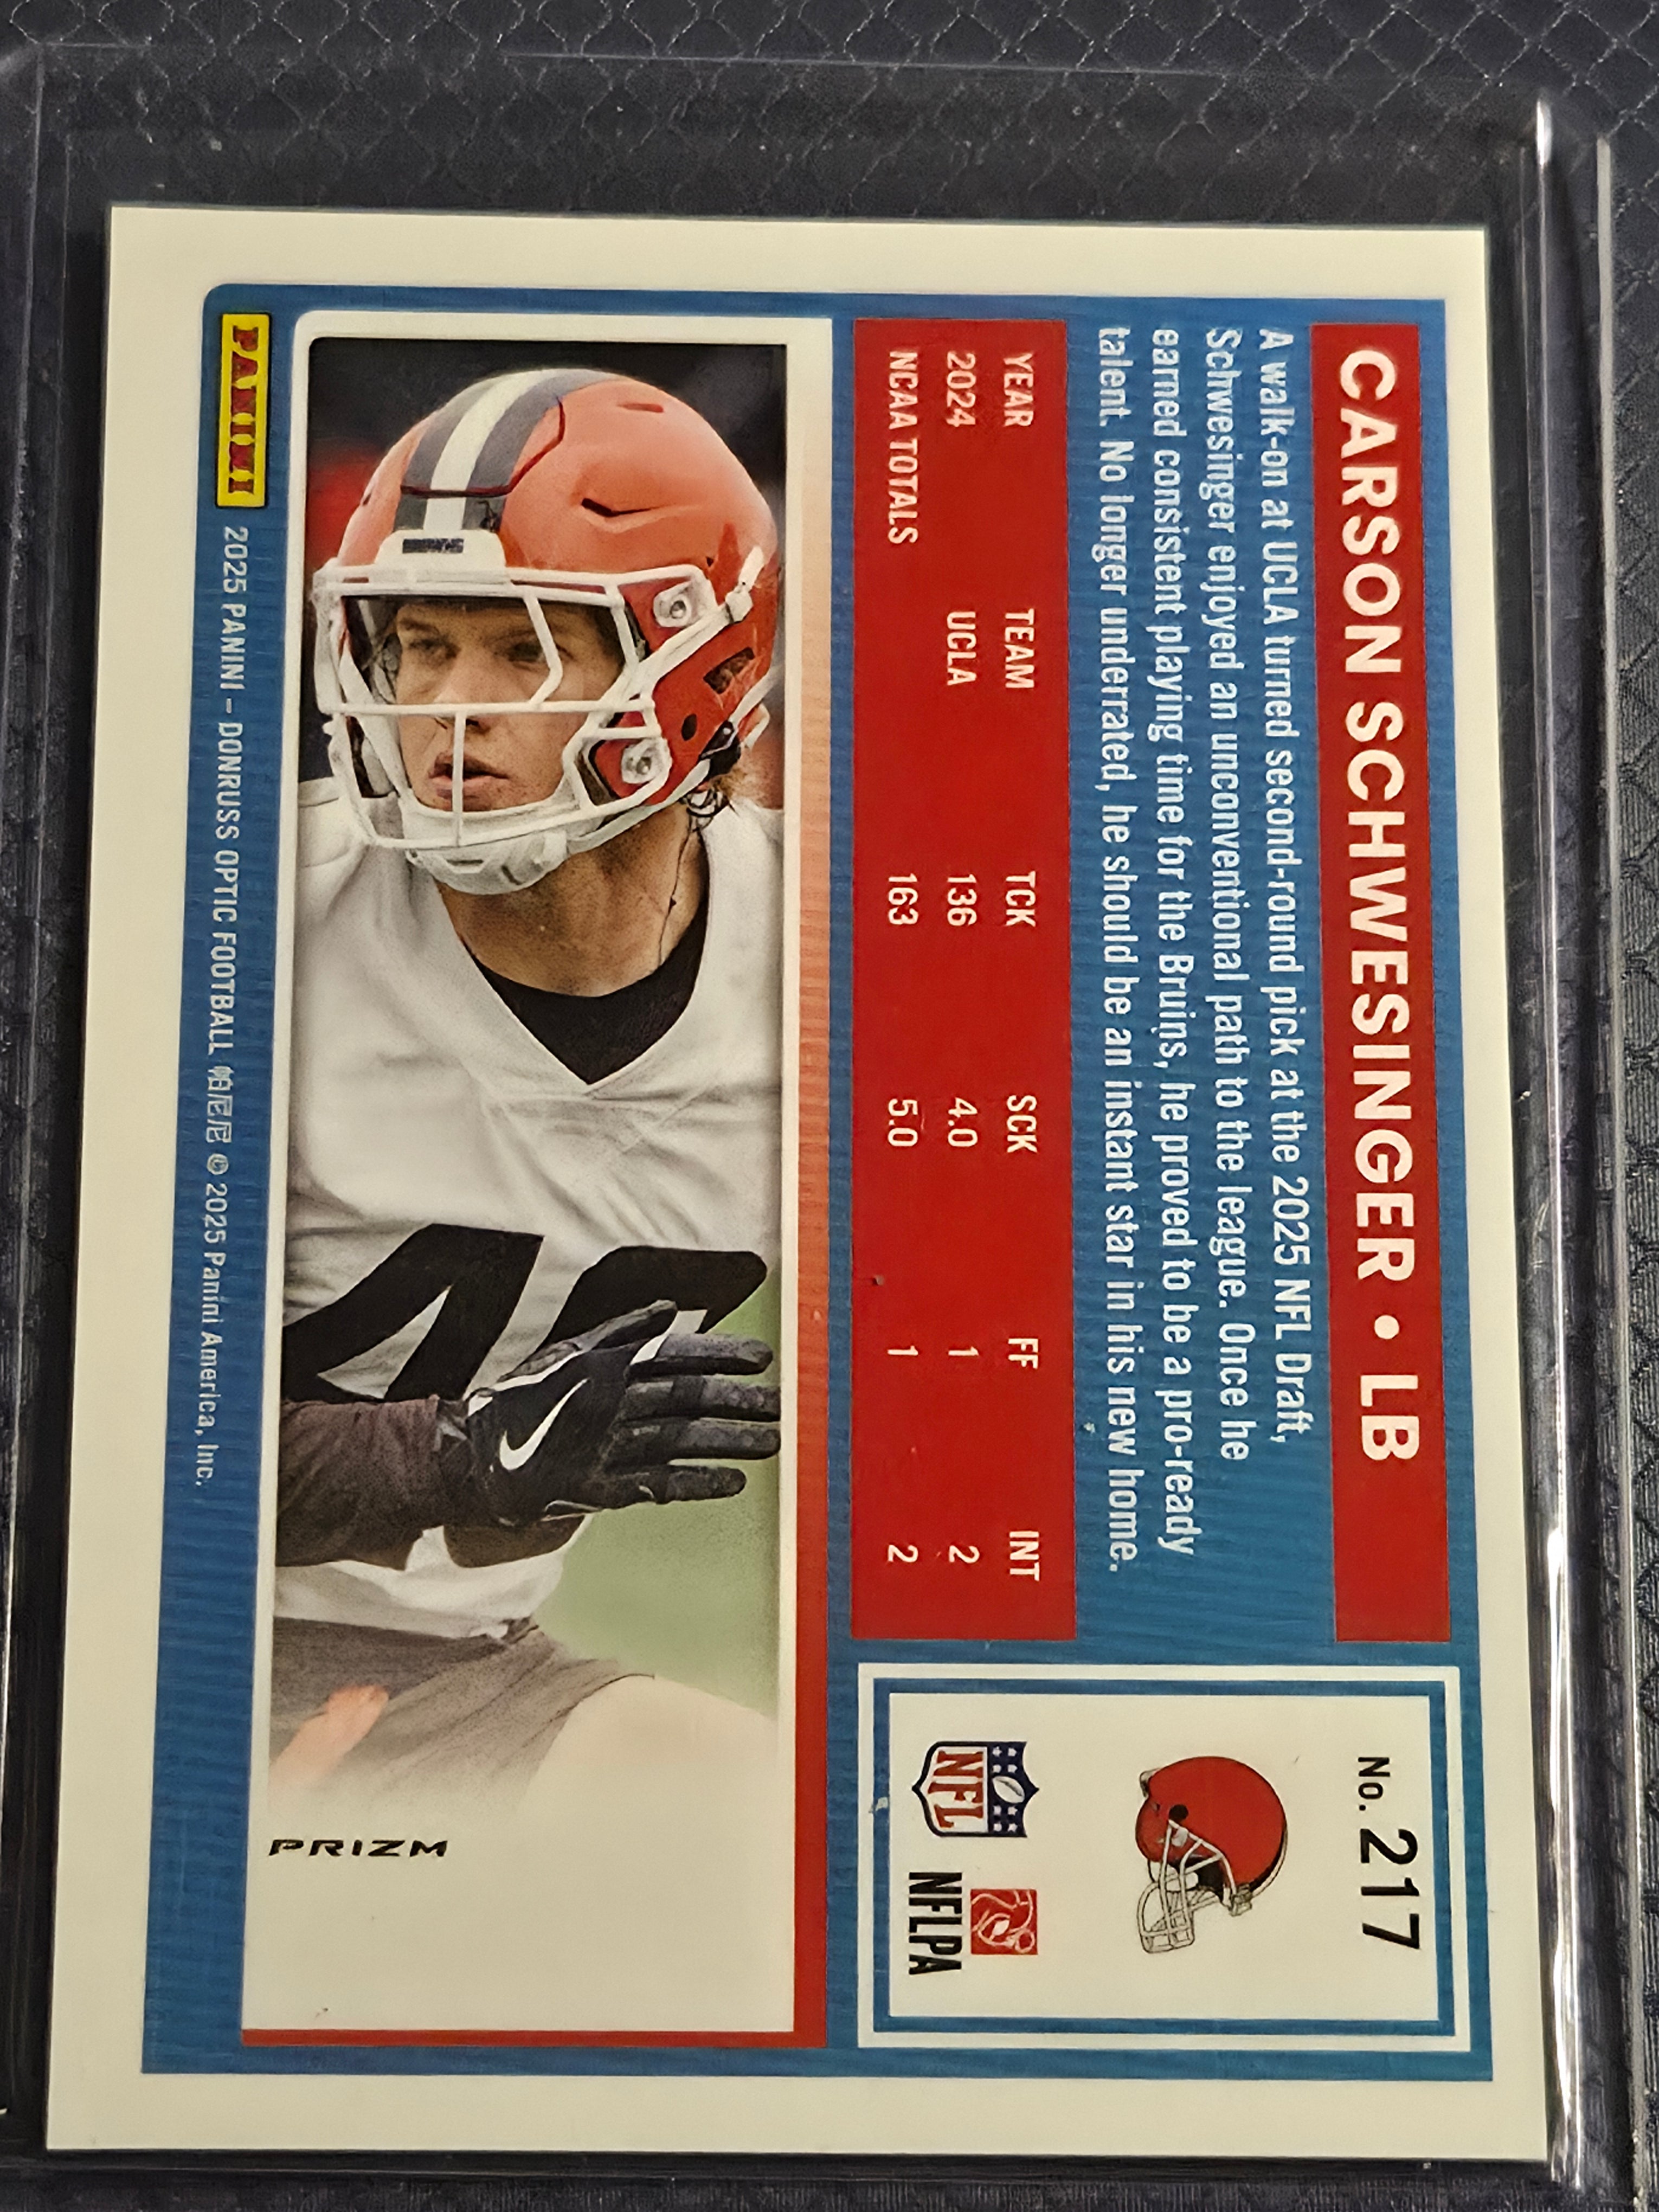 CARSON SCHWESINGER • LB
A walk-on at UCLA turned second-round pick at the 2025 NFL Draft,
Schwesinger enjoyed an unconventional path to the league. Once he
earned consistent playing time for the Bruins, he proved to be a pro-ready
talent. No longer underrated, he should be an instant star in his new home.
YEAR TEAM TCK SCK FF INT
2024 UCLA 136 4.0 1 2
NCAA TOTALS 163 5.0 1 2
No. 217
NFL
NFLPA
PRIZM
PANINI
2025 PANINI – DONRUSS OPTIC FOOTBALL 帕尼尼 © 2025 Panini America, Inc.